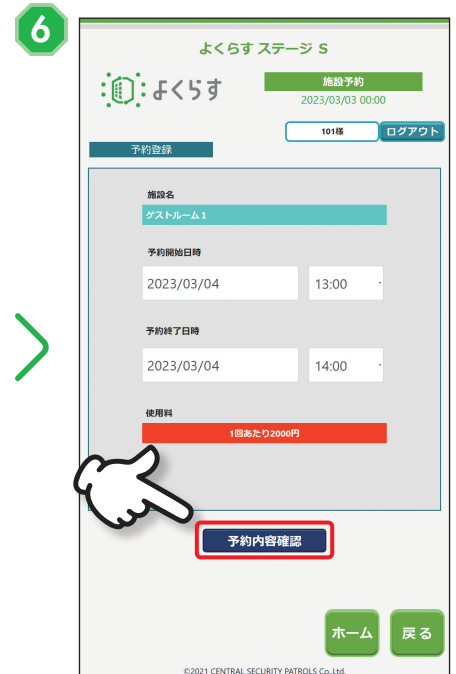 6
よくらす ステージ S
よくらす
施設予約
2023/03/03 00:00
101様
ログアウト
予約登録
施設名
ゲストルーム1
予約開始日時
2023/03/04
13:00
予約終了日時
2023/03/04
14:00
使用料
1回あたり2000円
予約内容確認
ホーム
戻る
©2021 CENTRAL SECURITY PATROLS Co.,Ltd.